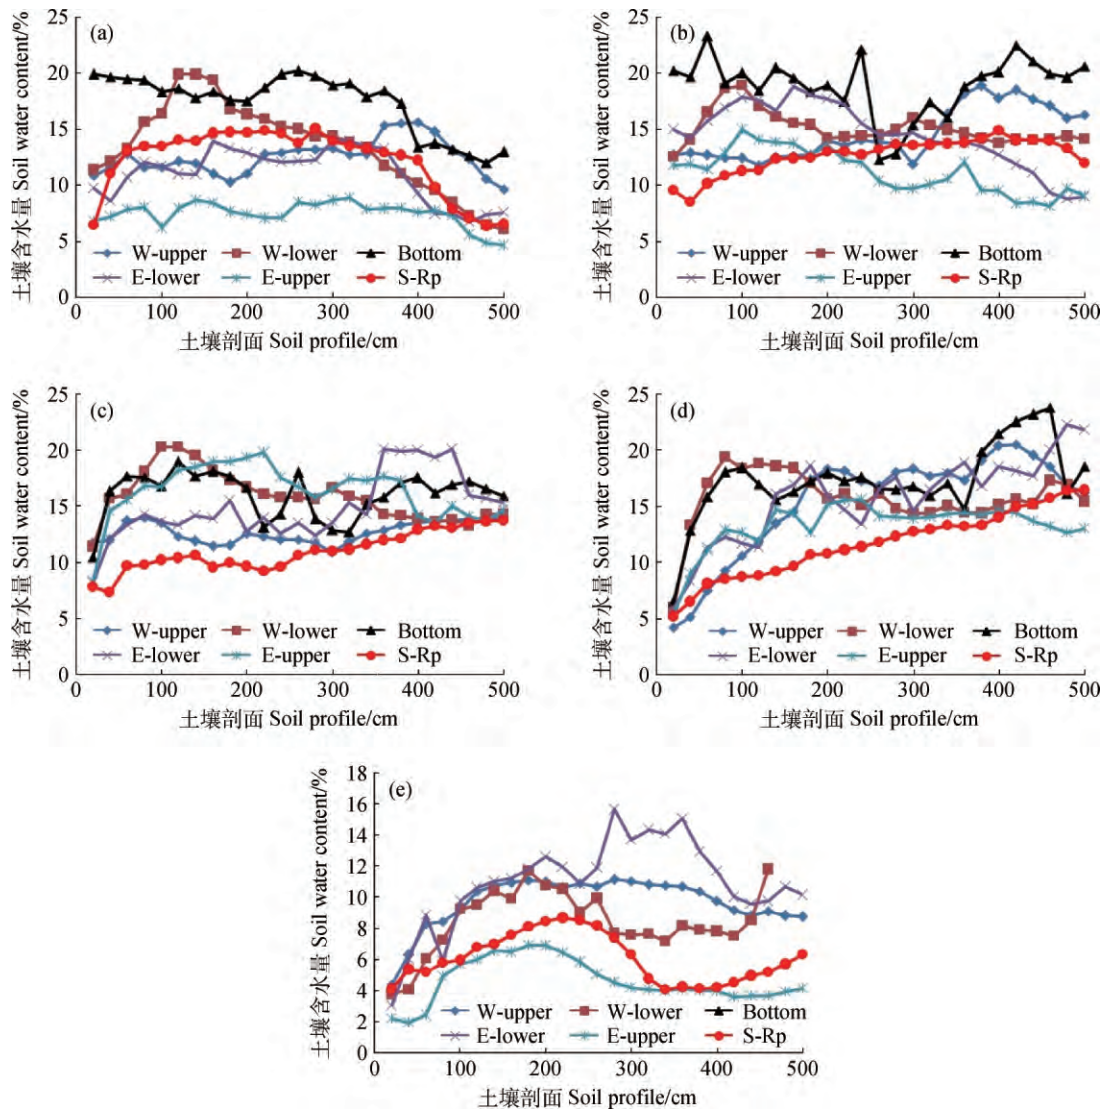 (a)
土壤含水量 Soil water content/%
25
20
15
10
5
0
W-upper W-lower Bottom
E-lower E-upper S-Rp
0 100 200 300 400 500
土壤剖面 Soil profile/cm
(b)
土壤含水量 Soil water content/%
25
20
15
10
5
0
W-upper W-lower Bottom
E-lower E-upper S-Rp
0 100 200 300 400 500
土壤剖面 Soil profile/cm
(c)
土壤含水量 Soil water content/%
25
20
15
10
5
0
W-upper W-lower Bottom
E-lower E-upper S-Rp
0 100 200 300 400 500
土壤剖面 Soil profile/cm
(d)
土壤含水量 Soil water content/%
25
20
15
10
5
0
W-upper W-lower Bottom
E-lower E-upper S-Rp
0 100 200 300 400 500
土壤剖面 Soil profile/cm
(e)
土壤含水量 Soil water content/%
18
16
14
12
10
8
6
4
2
0
W-upper W-lower Bottom
E-lower E-upper S-Rp
0 100 200 300 400 500
土壤剖面 Soil profile/cm